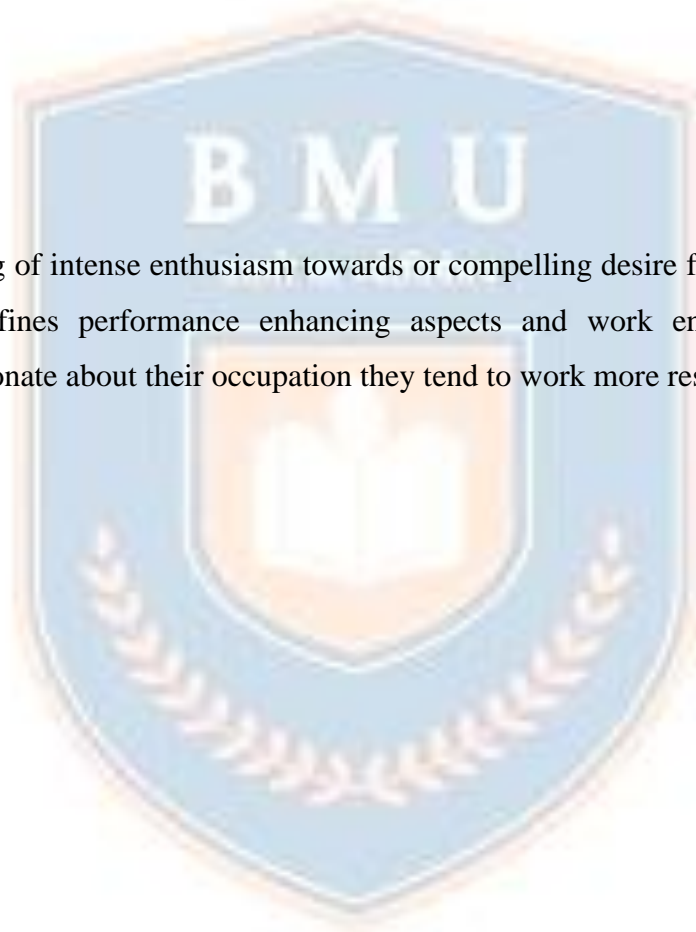 B M U
g of intense enthusiasm towards or compelling desire f
fines performance enhancing aspects and work en
onate about their occupation they tend to work more res